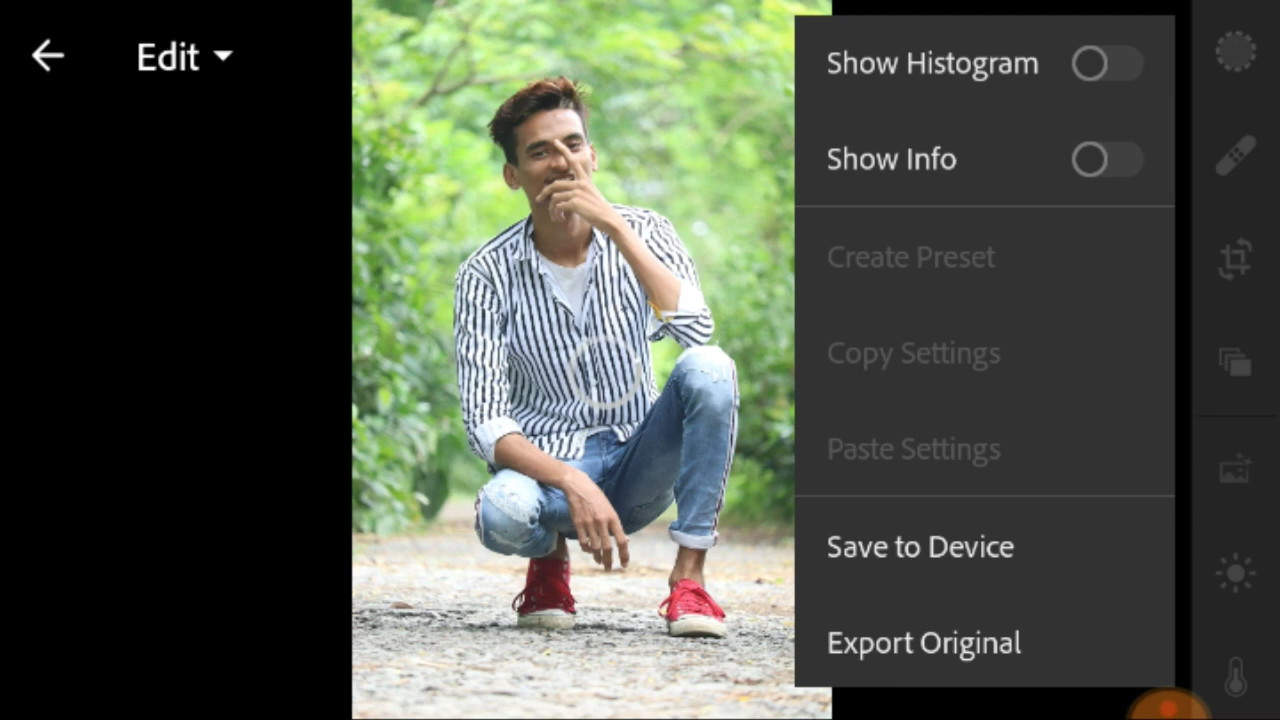 Edit
Show Histogram
Show Info
Create Preset
Copy Settings
Paste Settings
Save to Device
Export Original